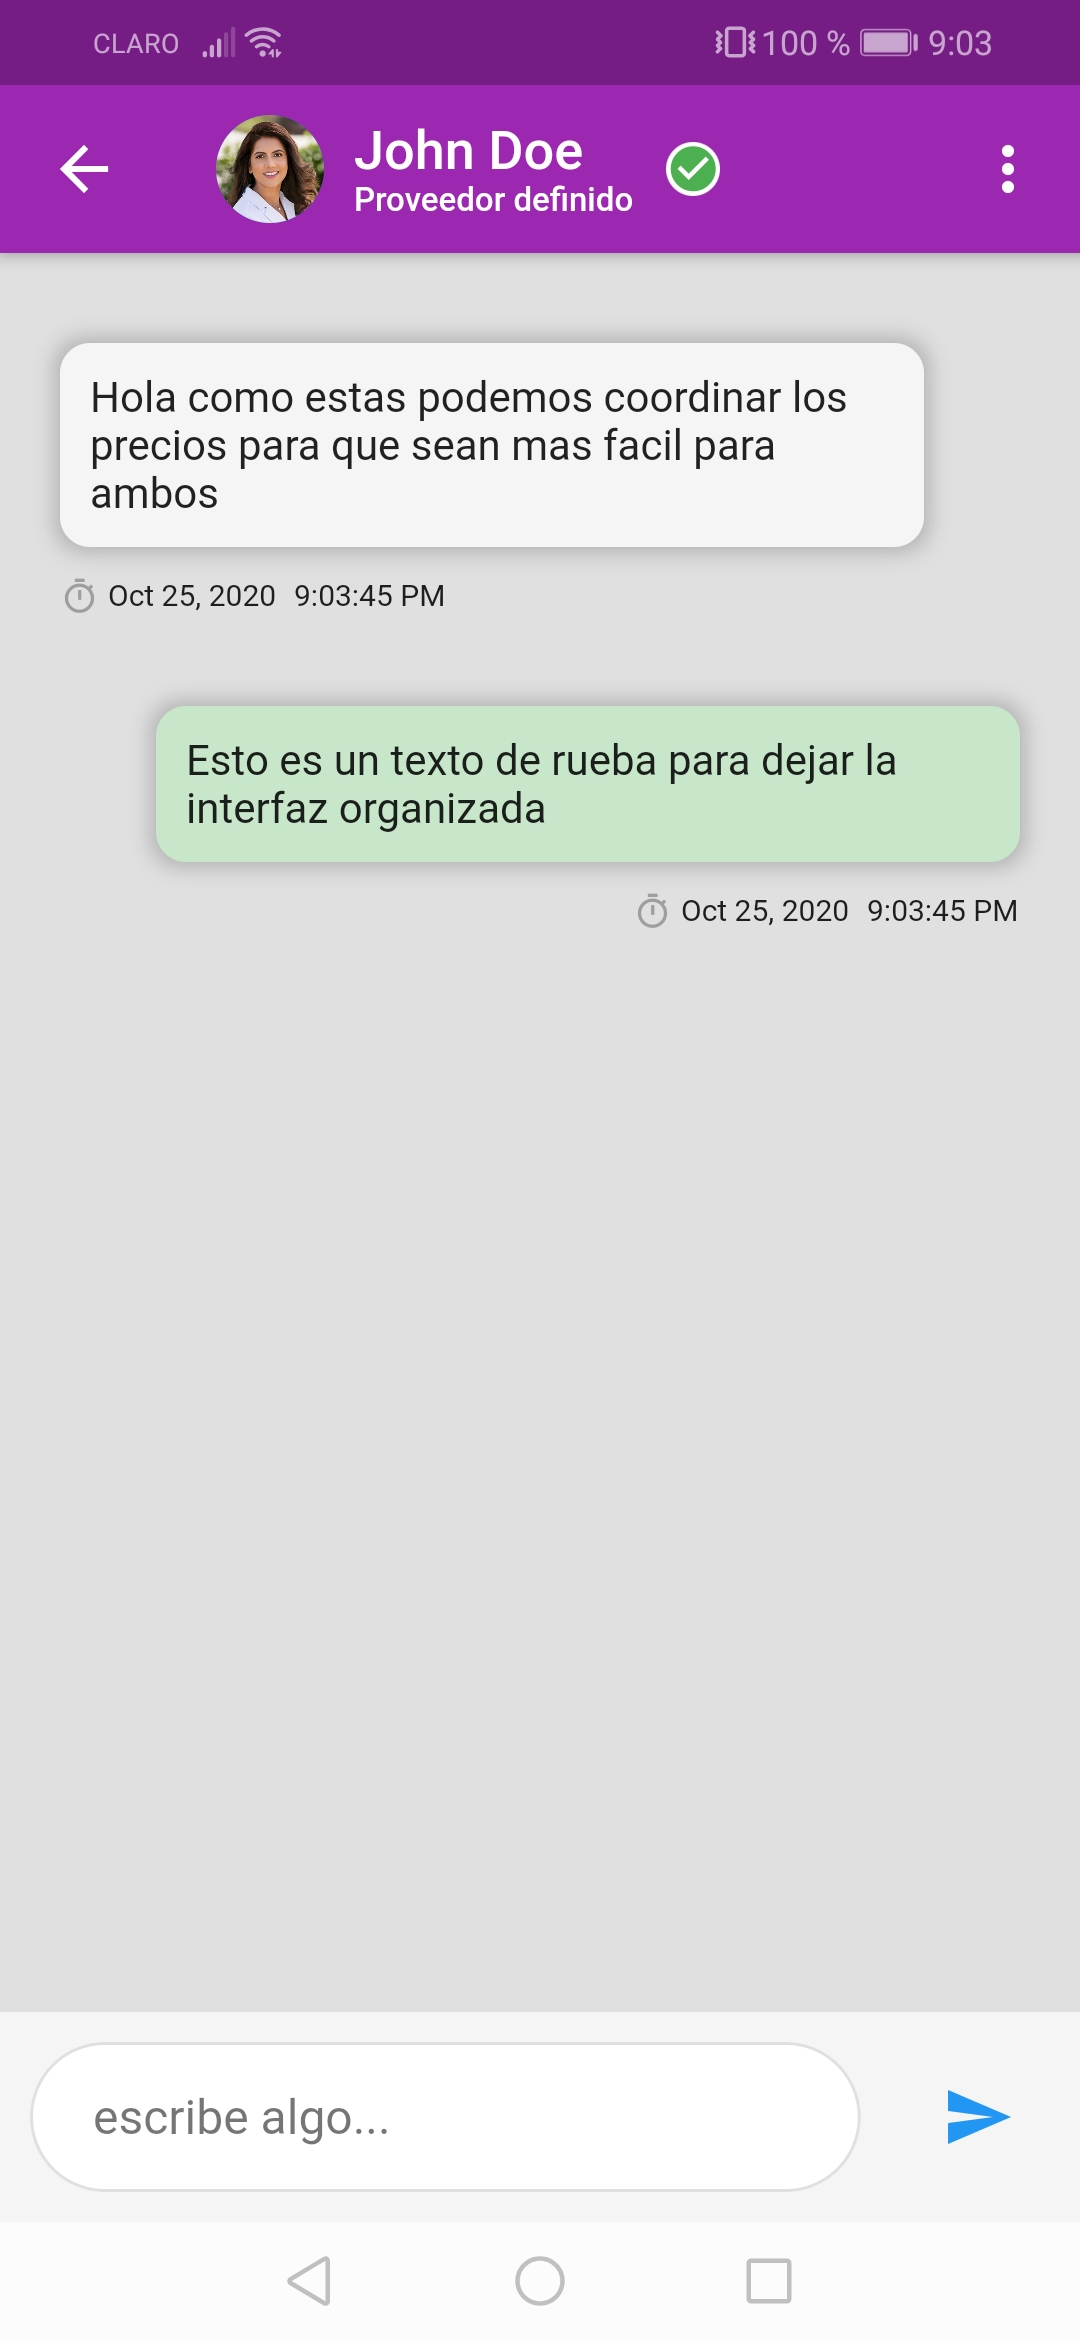 CLARO 100 % 9:03
John Doe
Proveedor definido
Hola como estas podemos coordinar los
precios para que sean mas facil para
ambos
Oct 25, 2020 9:03:45 PM
Esto es un texto de rueba para dejar la
interfaz organizada
Oct 25, 2020 9:03:45 PM
escribe algo...